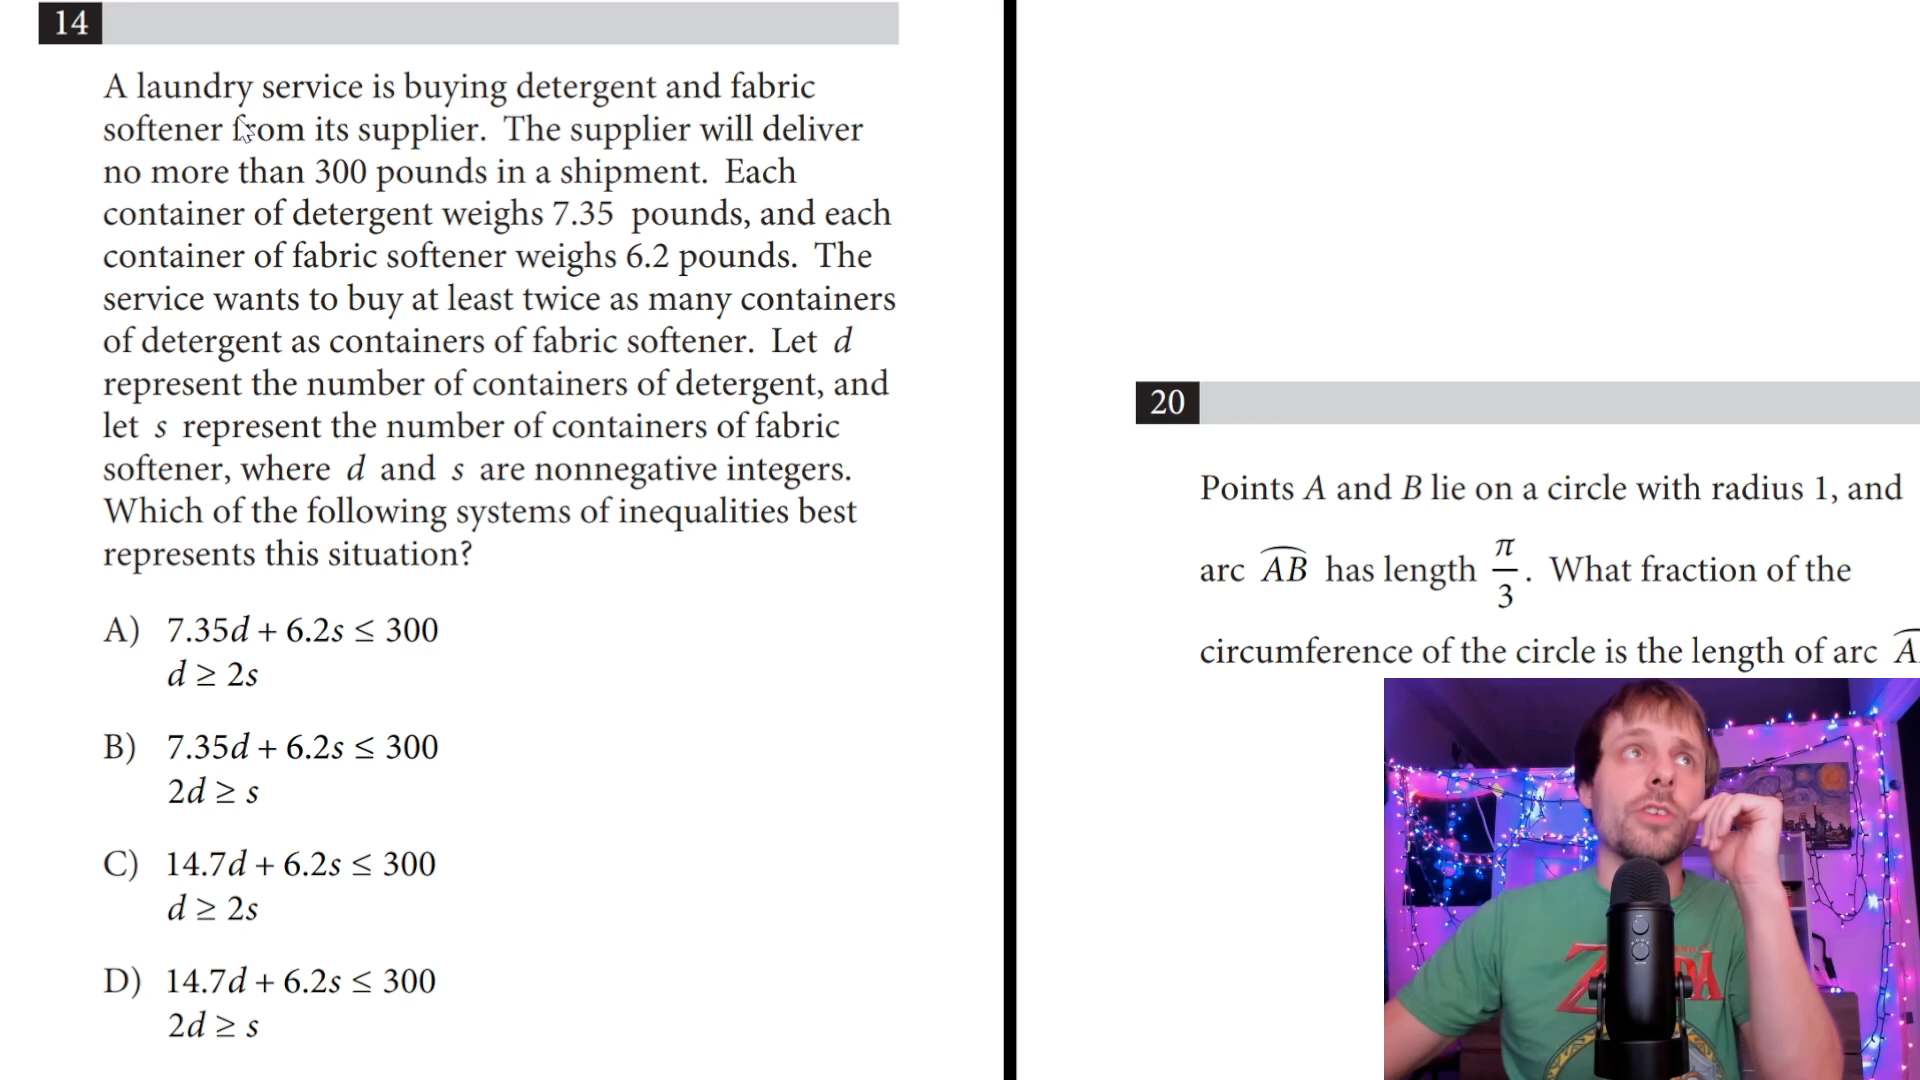 14
A laundry service is buying detergent and fabric
softener from its supplier. The supplier will deliver
no more than 300 pounds in a shipment. Each
container of detergent weighs 7.35 pounds, and each
container of fabric softener weighs 6.2 pounds. The
service wants to buy at least twice as many containers
of detergent as containers of fabric softener. Let d
represent the number of containers of detergent, and
let s represent the number of containers of fabric
softener, where d and s are nonnegative integers.
Which of the following systems of inequalities best
represents this situation?
A) 7.35d + 6.2s ≤ 300
d ≥ 2s
B) 7.35d + 6.2s ≤ 300
2d ≥ s
C) 14.7d + 6.2s ≤ 300
d ≥ 2s
D) 14.7d + 6.2s ≤ 300
2d ≥ s
20
Points A and B lie on a circle with radius 1, and
arc AB has length π/3. What fraction of the
circumference of the circle is the length of arc